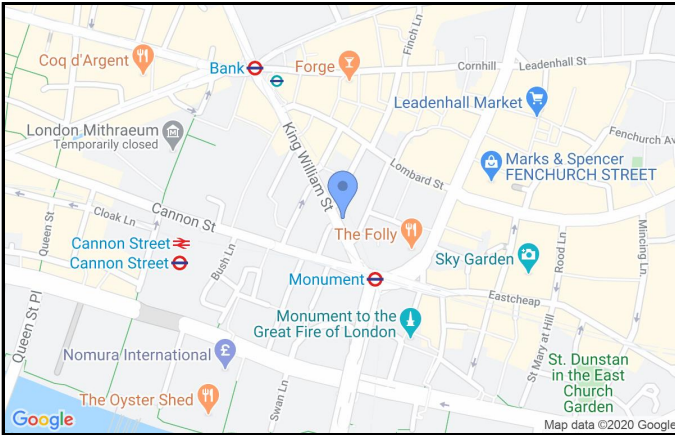 Coq d'Argent
Bank
Forge
Finch Ln
Cornhill
Leadenhall St
Leadenhall Market
London Mithraeum
Temporarily closed
King William St
Fenchurch Av
Marks & Spencer
FENCHURCH STREET
Lombard St
Cannon St
Cloak Ln
Queen St
Cannon Street
Cannon Street
Bush Ln
The Folly
Sky Garden
Rood Ln
Mincing Ln
Monument
Eastcheap
Queen St Pl
Monument to the
Great Fire of London
Nomura International
£
St Mary at Hill
St. Dunstan
in the East
Church
Garden
The Oyster Shed
Swan Ln
Google
Map data ©2020 Google